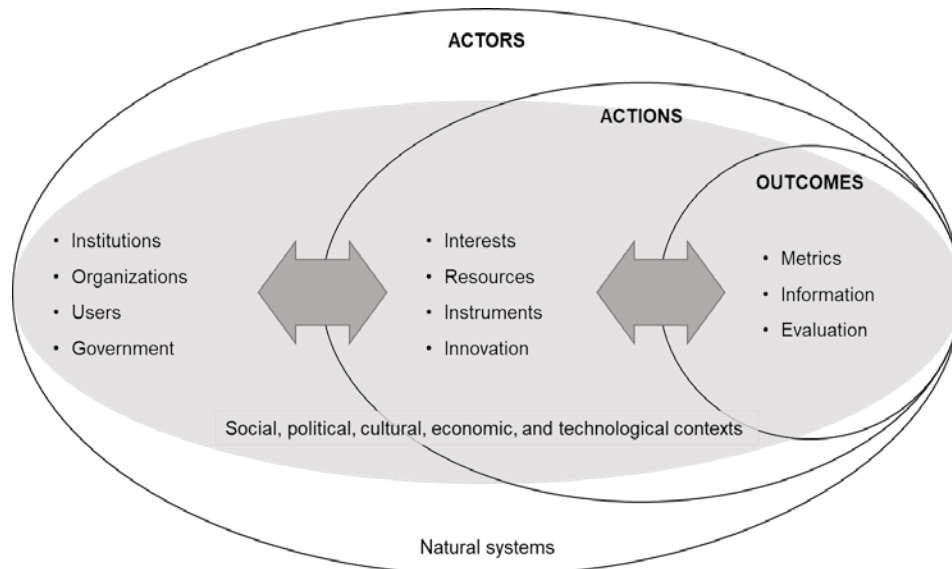 ACTORS
ACTIONS
OUTCOMES
• Institutions
• Organizations
• Users
• Government
• Interests
• Resources
• Instruments
• Innovation
• Metrics
• Information
• Evaluation
Social, political, cultural, economic, and technological contexts
Natural systems